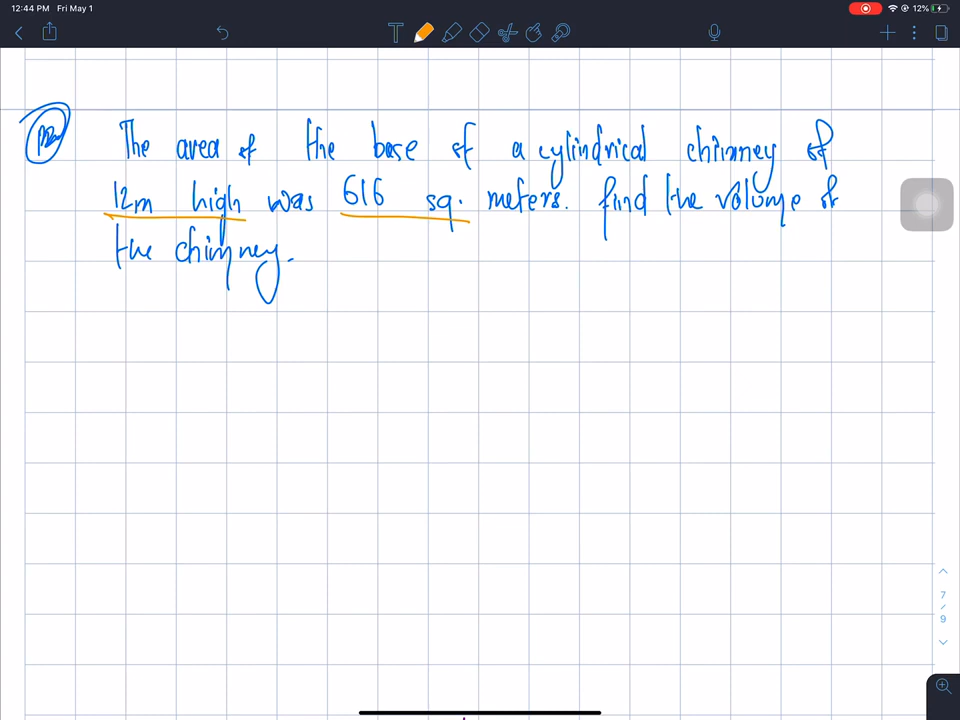 12:44 PM Fri May 1
12%
T
The area of the base of a cylindrical chimney of
12m high was 616 sq. meters. find the volume of
the chimney.
7
/
9